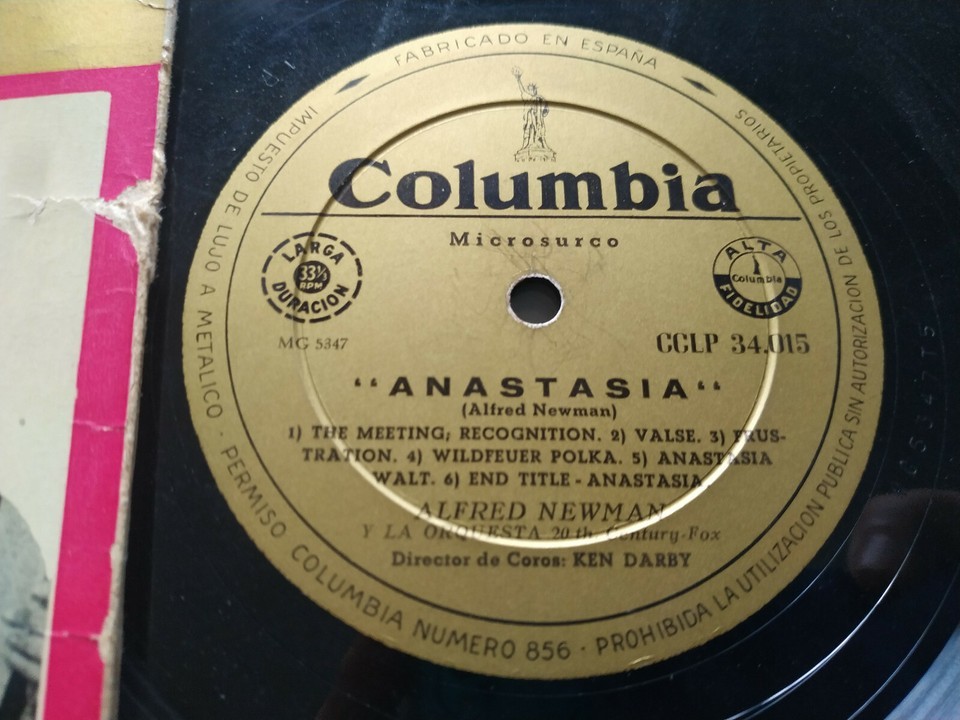 FABRICADO EN ESPAÑA
Columbia
Microsurco
LARGA
33⅓
RPM
DURACION
ALTA
Columbia
FIDELIDAD
MG 5347
CCLP 34.015
“ANASTASIA“
(Alfred Newman)
1) THE MEETING; RECOGNITION. 2) VALSE. 3) FRUS-
TRATION. 4) WILDFEUER POLKA. 5) ANASTASIA
WALT. 6) END TITLE - ANASTASIA
ALFRED NEWMAN
Y LA ORQUESTA 20 th Century-Fox
Director de Coros: KEN DARBY
IMPUESTO DE LUJO A METALICO · PERMISO COLUMBIA NUMERO 856 · PROHIBIDA LA UTILIZACION PUBLICA SIN AUTORIZACION DE LOS PROPIETARIOS